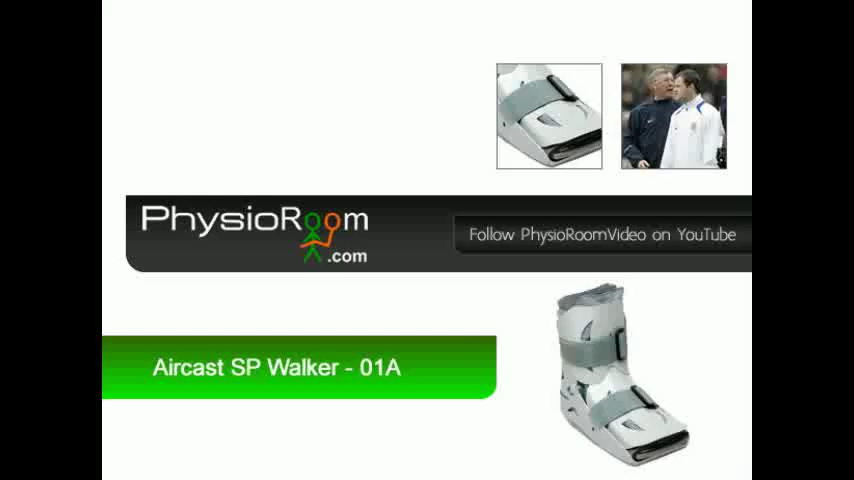 PhysioRoom
.com
Follow PhysioRoomVideo on YouTube
Aircast SP Walker - 01A